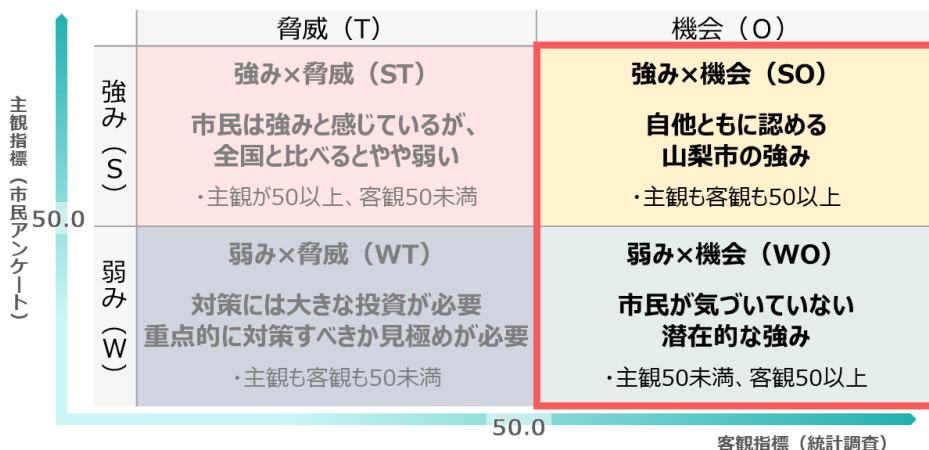 脅威（T）
機会（O）
主観指標（市民アンケート）
強み（S）
強み×脅威（ST）
市民は強みと感じているが、
全国と比べるとやや弱い
・主観が50以上、客観50未満
強み×機会（SO）
自他ともに認める
山梨市の強み
・主観も客観も50以上
50.0
弱み（W）
弱み×脅威（WT）
対策には大きな投資が必要
重点的に対策すべきか見極めが必要
・主観も客観も50未満
弱み×機会（WO）
市民が気づいていない
潜在的な強み
・主観50未満、客観50以上
50.0
客観指標（統計調査）